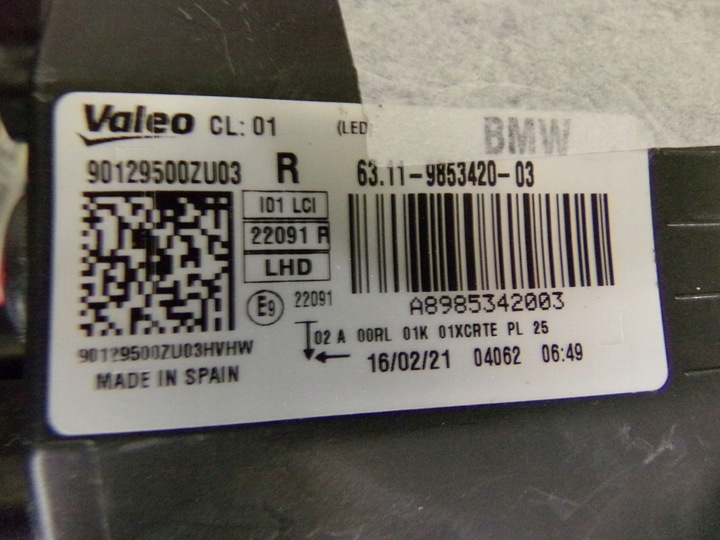 Valeo CL: 01 (LED) BMW
90129500ZU03 R 63.11-9853420-03
I01 LCI
22091 R
LHD
E9 22091
A8985342003
02 A 00RL 01K 01XCRTE PL 25
90129500ZU03HVHW
16/02/21 04062 06:49
MADE IN SPAIN